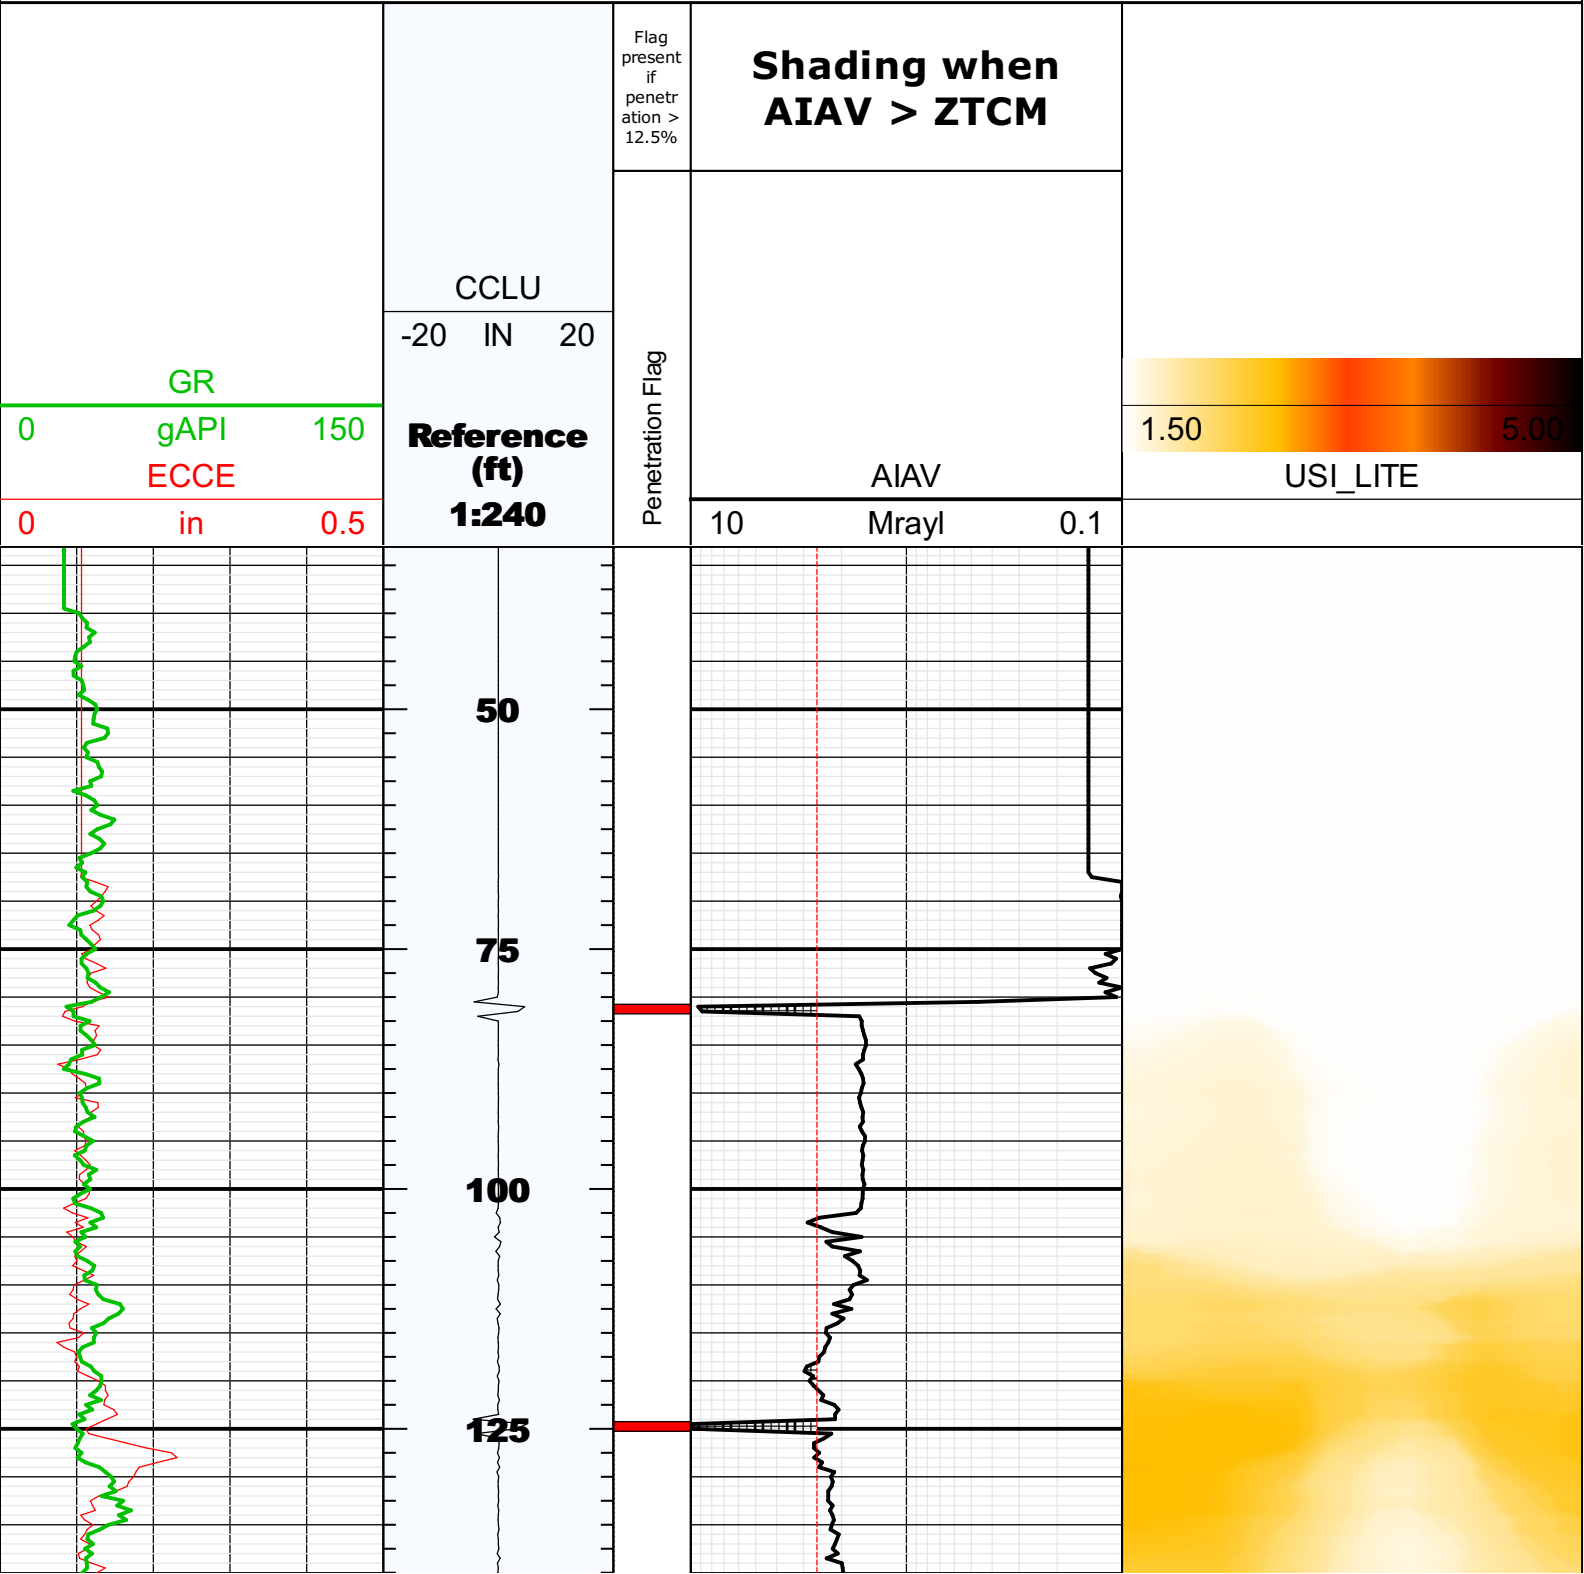 Flag
present
if
penetr
ation >
12.5%
Shading when
AIAV > ZTCM
CCLU
-20 IN 20
GR
0 gAPI 150
ECCE
0 in 0.5
Reference
(ft)
1:240
Penetration Flag
AIAV
10 Mrayl 0.1
1.50 5.00
USI_LITE
50
75
100
125